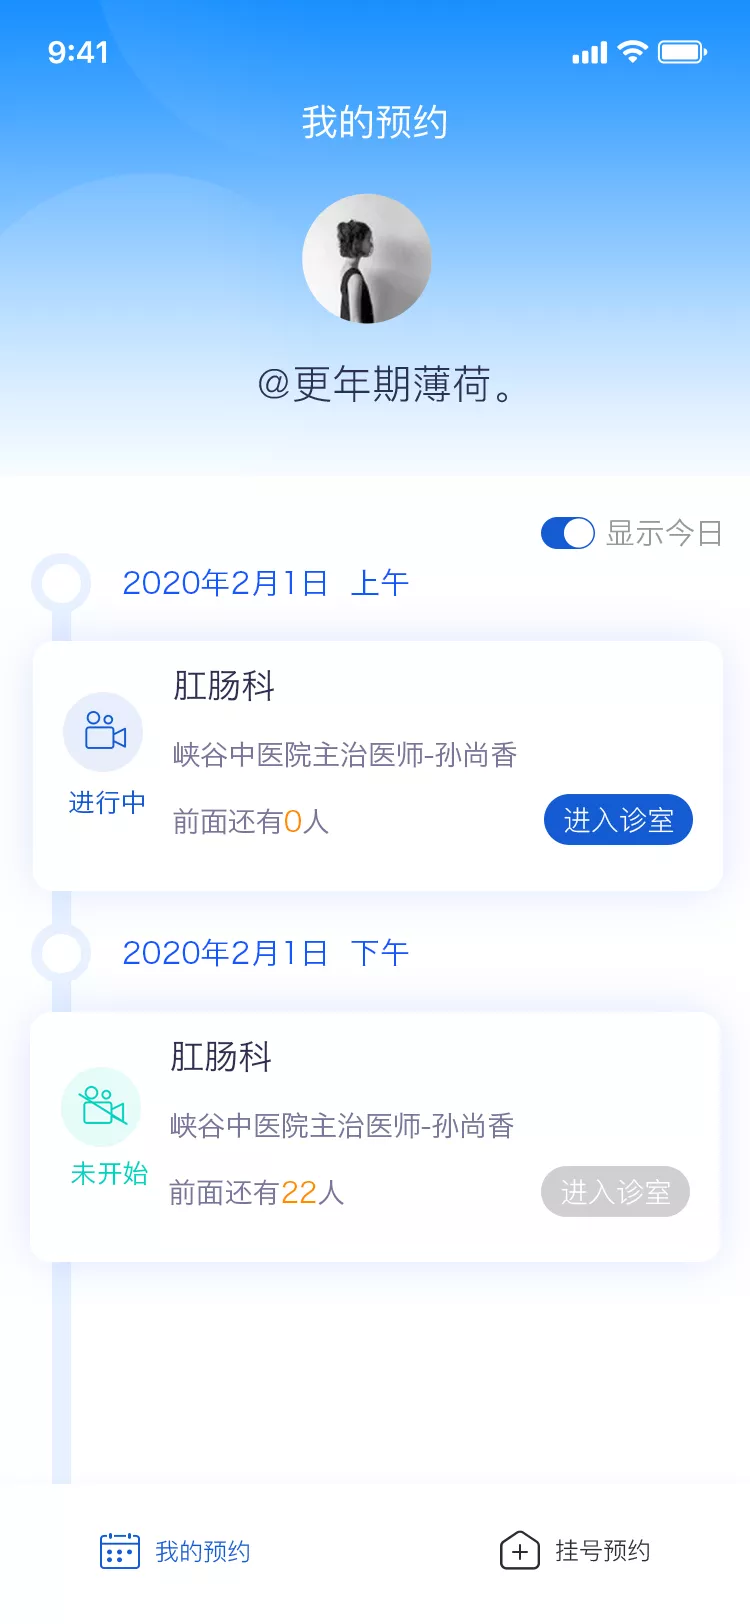 9:41
我的预约
@更年期薄荷。
显示今日
2020年2月1日 上午
肛肠科
峡谷中医院主治医师-孙尚香
进行中
前面还有0人
进入诊室
2020年2月1日 下午
肛肠科
峡谷中医院主治医师-孙尚香
未开始
前面还有22人
进入诊室
我的预约
挂号预约